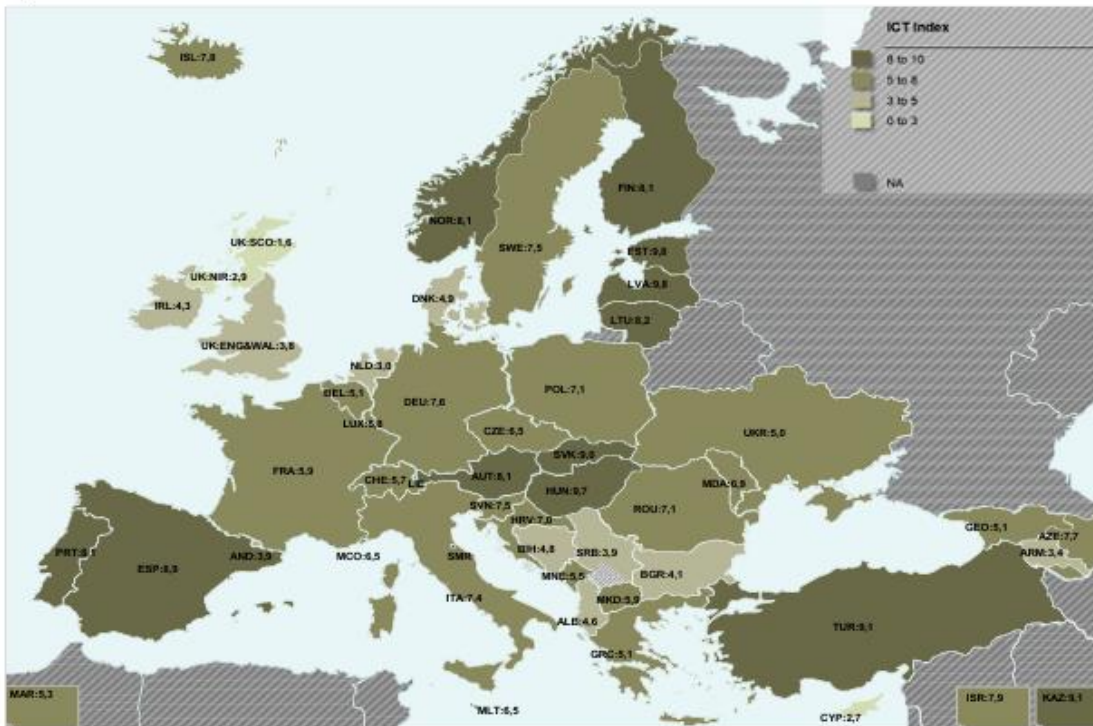 ICT Index
8 to 10
5 to 8
3 to 5
0 to 3
NA
ISL:7,8
NOR:8,1
FIN:8,1
SWE:7,5
EST:9,8
LVA:9,8
LTU:8,2
UK:SCO:1,6
UK:NIR:2,9
IRL:4,3
UK:ENG&WAL:3,8
DNK:4,9
NLD:3,0
BEL:5,1
DEU:7,6
POL:7,1
LUX:5,8
CZE:6,5
UKR:5,0
SVK:9,0
FRA:5,9
CHE:5,7
LIE
AUT:8,1
HUN:9,7
MDA:6,5
SVN:7,5
HRV:7,0
ROU:7,1
GEO:5,1
AZE:7,7
ARM:3,4
PRT:8,1
ESP:8,9
AND:3,9
MCO:6,5
SMR
BIH:4,8
SRB:3,9
BGR:4,1
MNE:5,5
ITA:7,4
MKD:5,9
ALB:4,6
TUR:9,1
GRC:5,1
MAR:5,3
MLT:6,5
CYP:2,7
ISR:7,9
KAZ:9,1